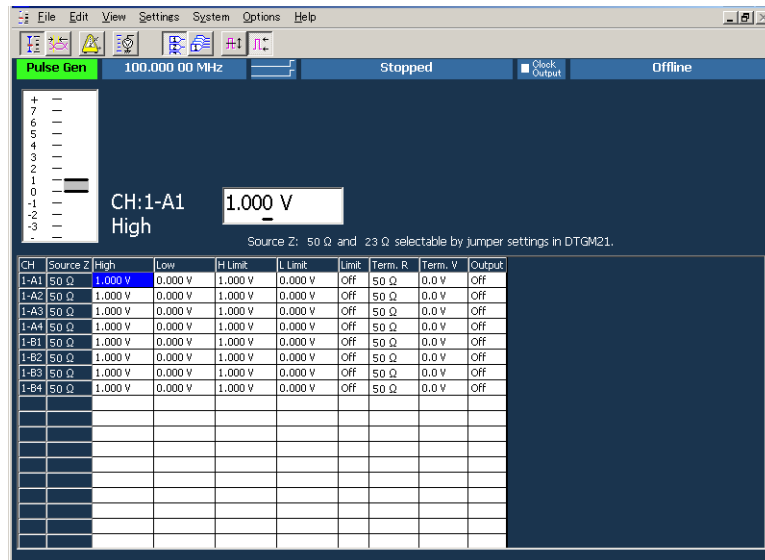 File Edit View Settings System Options Help
Pulse Gen 100.000 00 MHz Stopped Clock Output Offline
+
7
6
5
4
3
2
1
0
-1
-2
-3
-
CH:1-A1 1.000 V
High
Source Z: 50 Ω and 23 Ω selectable by jumper settings in DTGM21.
CH Source Z High Low H Limit L Limit Limit Term. R Term. V Output
1-A1 50 Ω 1.000 V 0.000 V 1.000 V 0.000 V Off 50 Ω 0.0 V Off
1-A2 50 Ω 1.000 V 0.000 V 1.000 V 0.000 V Off 50 Ω 0.0 V Off
1-A3 50 Ω 1.000 V 0.000 V 1.000 V 0.000 V Off 50 Ω 0.0 V Off
1-A4 50 Ω 1.000 V 0.000 V 1.000 V 0.000 V Off 50 Ω 0.0 V Off
1-B1 50 Ω 1.000 V 0.000 V 1.000 V 0.000 V Off 50 Ω 0.0 V Off
1-B2 50 Ω 1.000 V 0.000 V 1.000 V 0.000 V Off 50 Ω 0.0 V Off
1-B3 50 Ω 1.000 V 0.000 V 1.000 V 0.000 V Off 50 Ω 0.0 V Off
1-B4 50 Ω 1.000 V 0.000 V 1.000 V 0.000 V Off 50 Ω 0.0 V Off